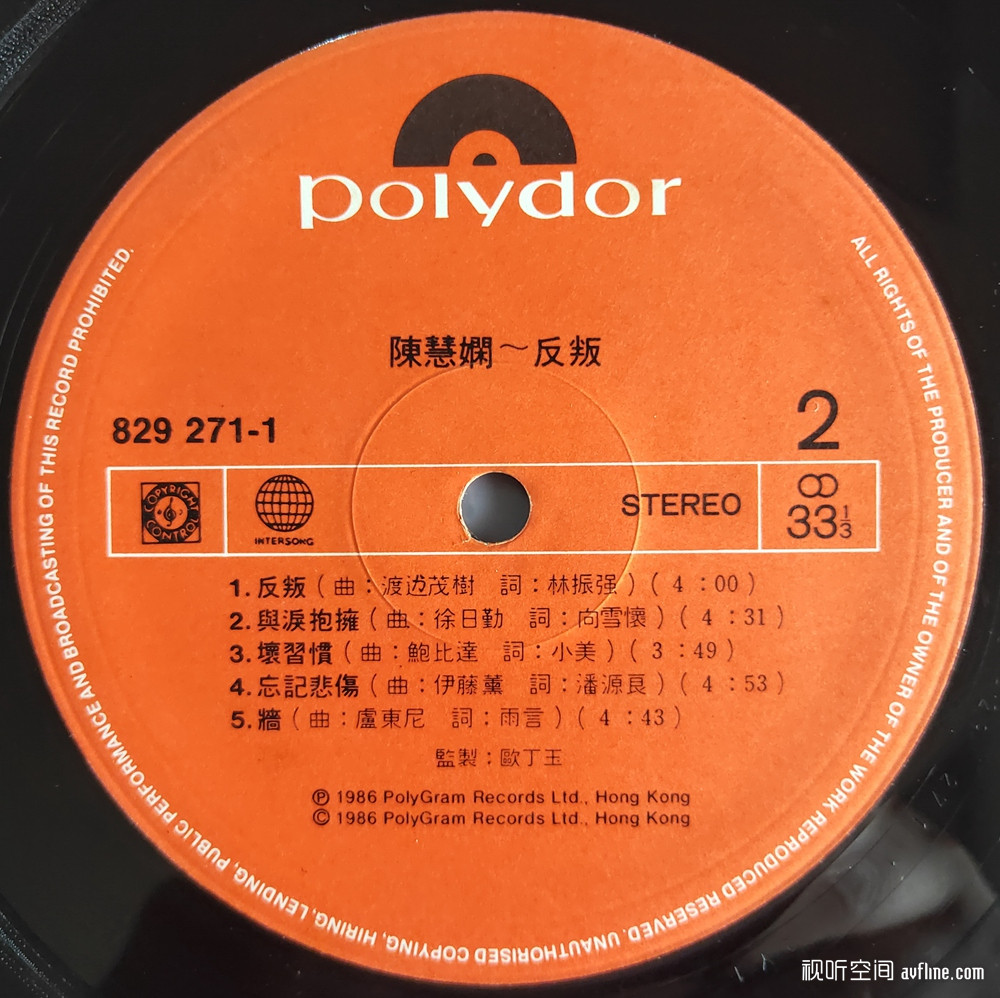 polydor
陳慧嫻～反叛
829 271-1
2
COPYRIGHT CONTROL
INTERSONG
STEREO
33 1/3
1. 反叛（曲：渡边茂樹 詞：林振强）( 4 : 00 )
2. 與淚抱擁（曲：徐日勤 詞：向雪懷）( 4 : 31 )
3. 壞習慣（曲：鮑比達 詞：小美）( 3 : 49 )
4. 忘記悲傷（曲：伊藤薰 詞：潘源良）( 4 : 53 )
5. 牆（曲：盧東尼 詞：雨言）( 4 : 43 )
監製：歐丁玉
℗ 1986 PolyGram Records Ltd., Hong Kong
© 1986 PolyGram Records Ltd., Hong Kong
ALL RIGHTS OF THE PRODUCER AND OF THE OWNER OF THE WORK REPRODUCED RESERVED. UNAUTHORISED COPYING, HIRING, LENDING, PUBLIC PERFORMANCE AND BROADCASTING OF THIS RECORD PROHIBITED.
视听空间 avfline.com